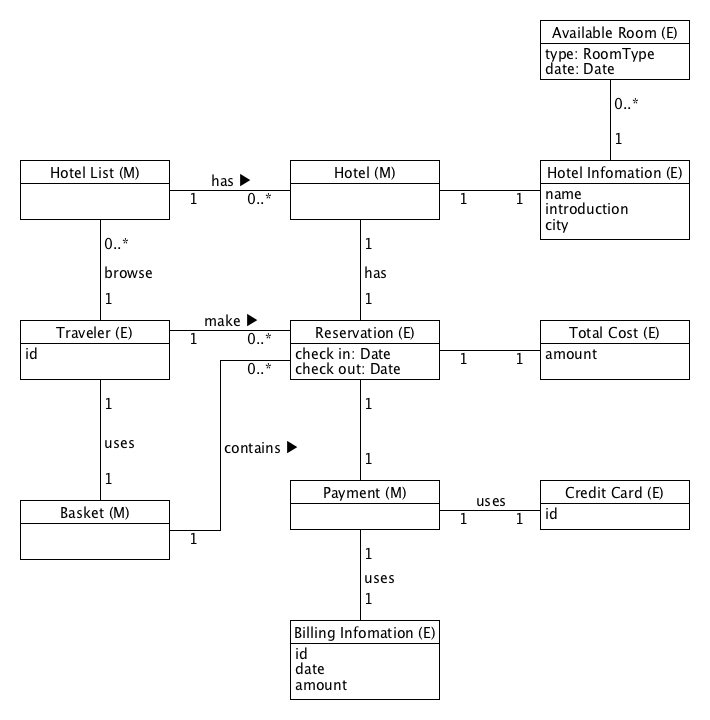 Available Room (E)
type: RoomType
date: Date
0..*
1
Hotel List (M)
has ▶
1
0..*
Hotel (M)
1
1
Hotel Infomation (E)
name
introduction
city
0..*
browse
1
1
has
1
Traveler (E)
id
make ▶
1
0..*
0..*
Reservation (E)
check in: Date
check out: Date
1
1
Total Cost (E)
amount
1
uses
1
contains ▶
1
1
Basket (M)
1
Payment (M)
uses
1
1
Credit Card (E)
id
1
uses
1
Billing Infomation (E)
id
date
amount